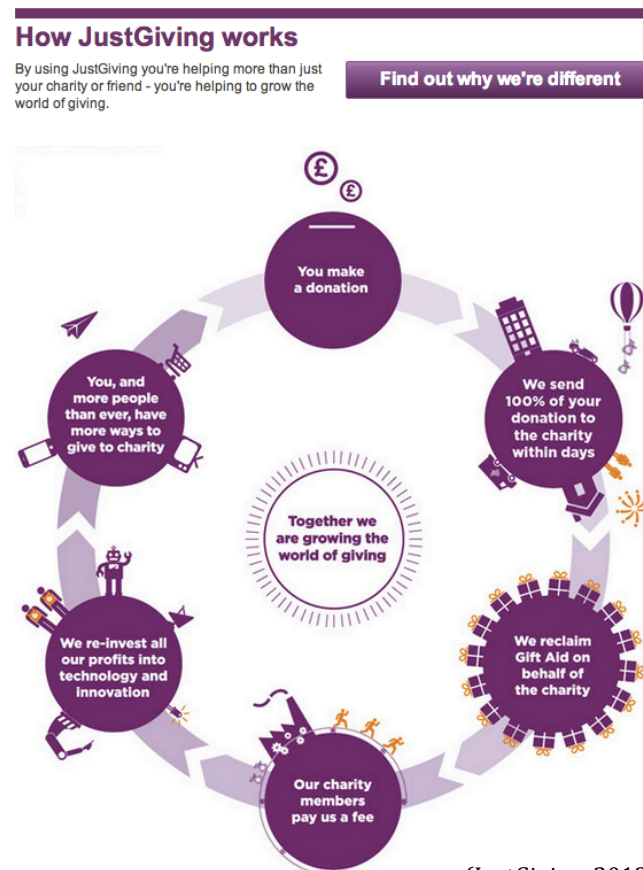 How JustGiving works
By using JustGiving you're helping more than just
your charity or friend - you're helping to grow the
world of giving.
Find out why we're different
£
£
You make
a donation
We send
100% of your
donation to
the charity
within days
We reclaim
Gift Aid on
behalf of
the charity
Our charity
members
pay us a fee
We re-invest all
our profits into
technology and
innovation
You, and
more people
than ever, have
more ways to
give to charity
Together we
are growing the
world of giving